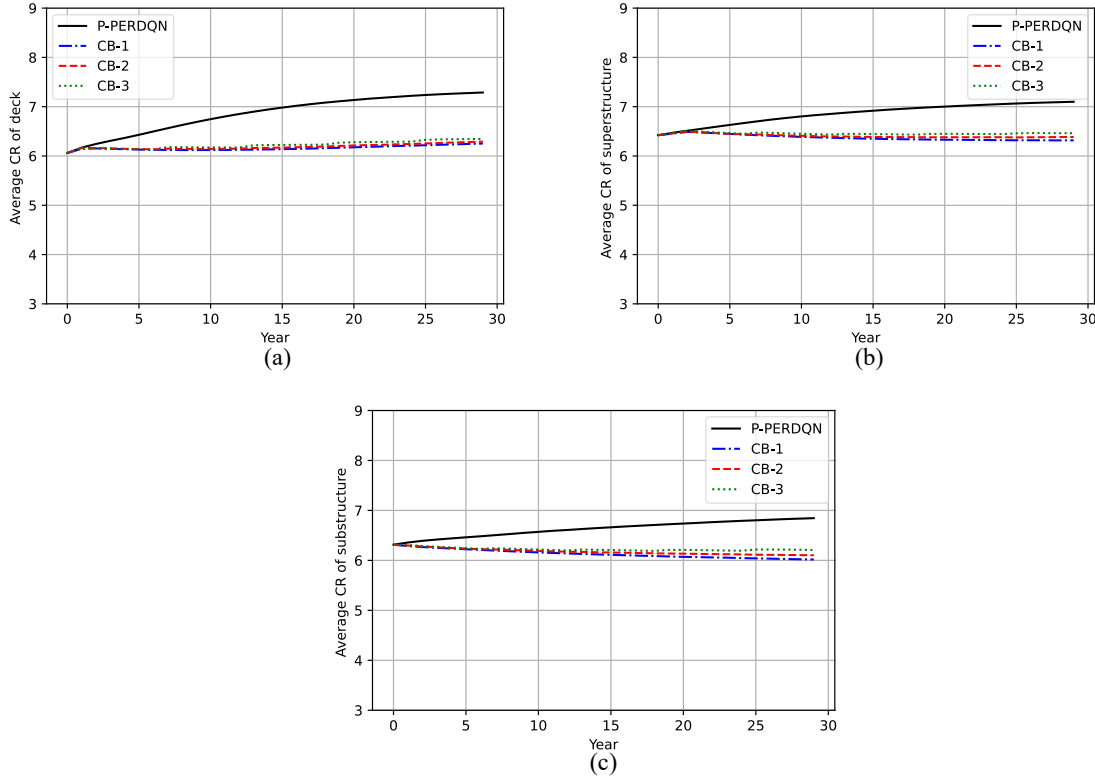 9
8
7
6
5
4
3
Average CR of deck
P-PERDQN
CB-1
CB-2
CB-3
0 5 10 15 20 25 30
Year
(a)
9
8
7
6
5
4
3
Average CR of superstructure
P-PERDQN
CB-1
CB-2
CB-3
0 5 10 15 20 25 30
Year
(b)
9
8
7
6
5
4
3
Average CR of substructure
P-PERDQN
CB-1
CB-2
CB-3
0 5 10 15 20 25 30
Year
(c)